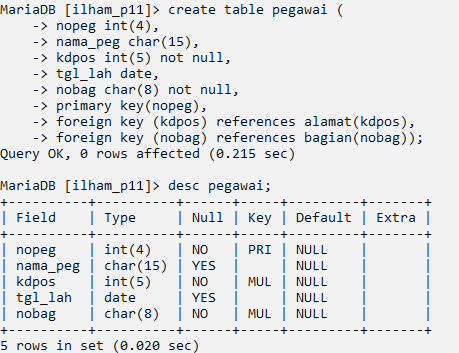 MariaDB [ilham_p11]> create table pegawai (
    -> nopeg int(4),
    -> nama_peg char(15),
    -> kdpos int(5) not null,
    -> tgl_lah date,
    -> nobag char(8) not null,
    -> primary key(nopeg),
    -> foreign key (kdpos) references alamat(kdpos),
    -> foreign key (nobag) references bagian(nobag));
Query OK, 0 rows affected (0.215 sec)

MariaDB [ilham_p11]> desc pegawai;
+----------+----------+------+-----+---------+-------+
| Field    | Type     | Null | Key | Default | Extra |
+----------+----------+------+-----+---------+-------+
| nopeg    | int(4)   | NO   | PRI | NULL    |       |
| nama_peg | char(15) | YES  |     | NULL    |       |
| kdpos    | int(5)   | NO   | MUL | NULL    |       |
| tgl_lah  | date     | YES  |     | NULL    |       |
| nobag    | char(8)  | NO   | MUL | NULL    |       |
+----------+----------+------+-----+---------+-------+
5 rows in set (0.020 sec)